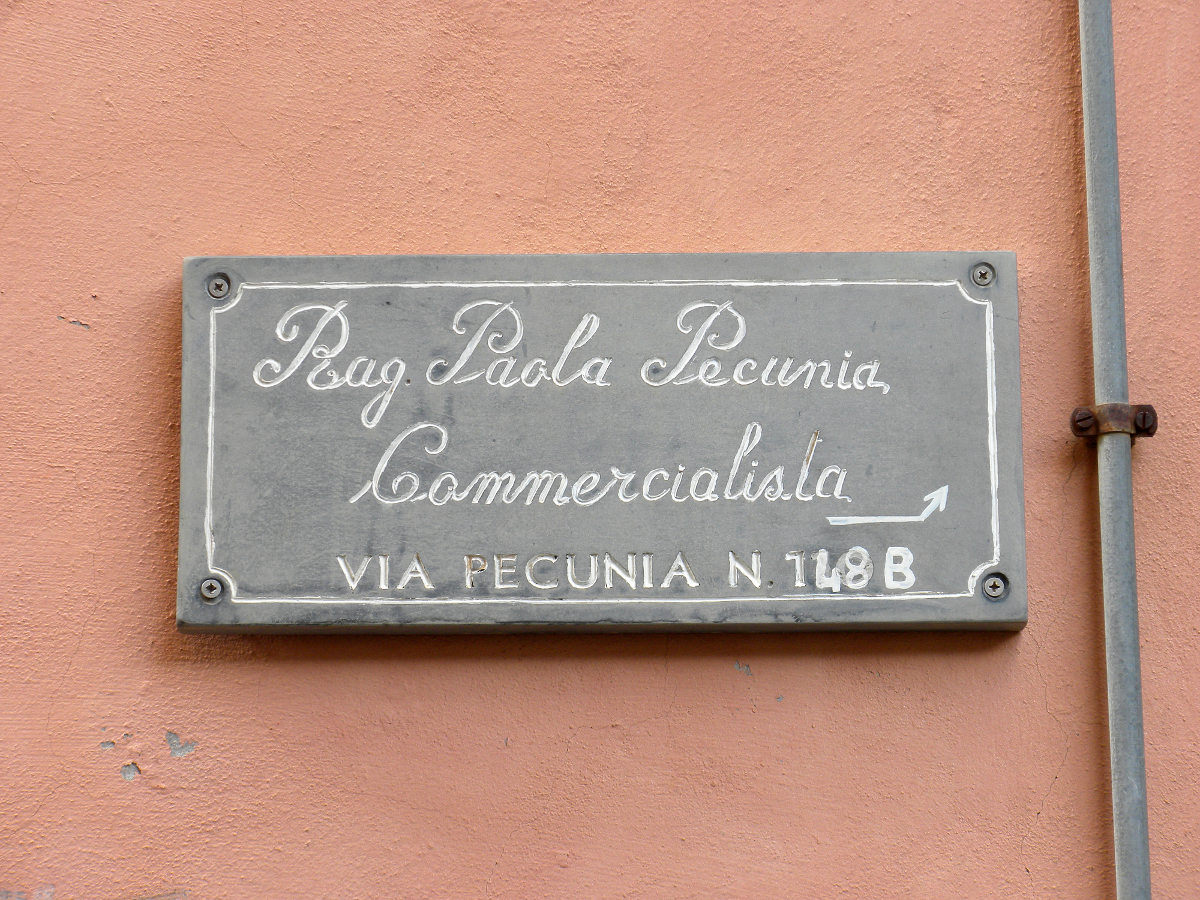 Rag Paola Pecunia
Commercialista
VIA PECUNIA N. 148 B